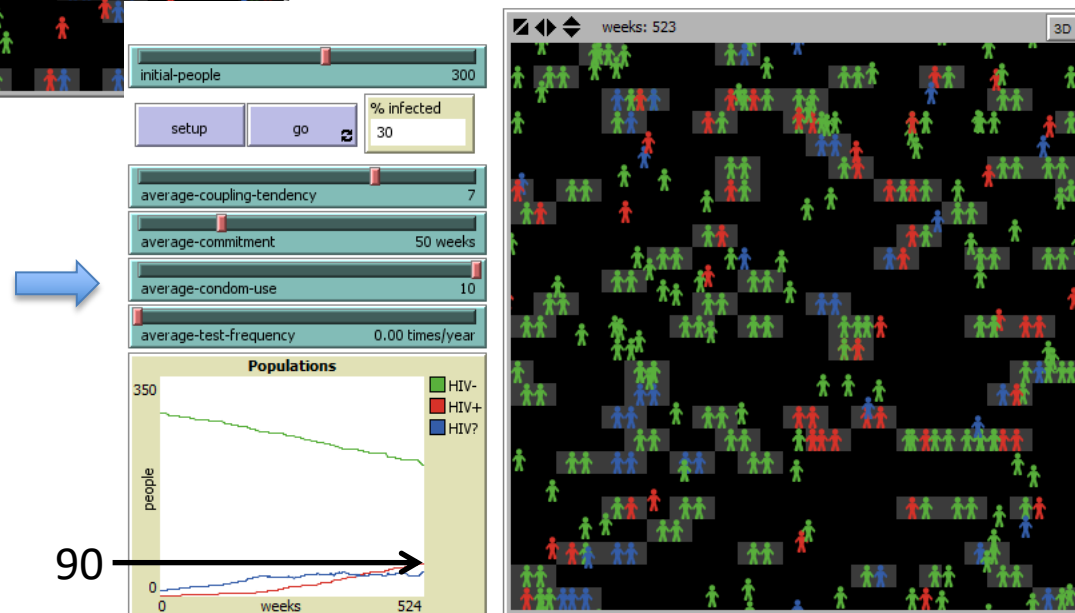 initial-people 300
setup
go
% infected
30
average-coupling-tendency 7
average-commitment 50 weeks
average-condom-use 10
average-test-frequency 0.00 times/year
Populations
350
people
0
0 weeks 524
HIV-
HIV+
HIV?
90
weeks: 523
3D